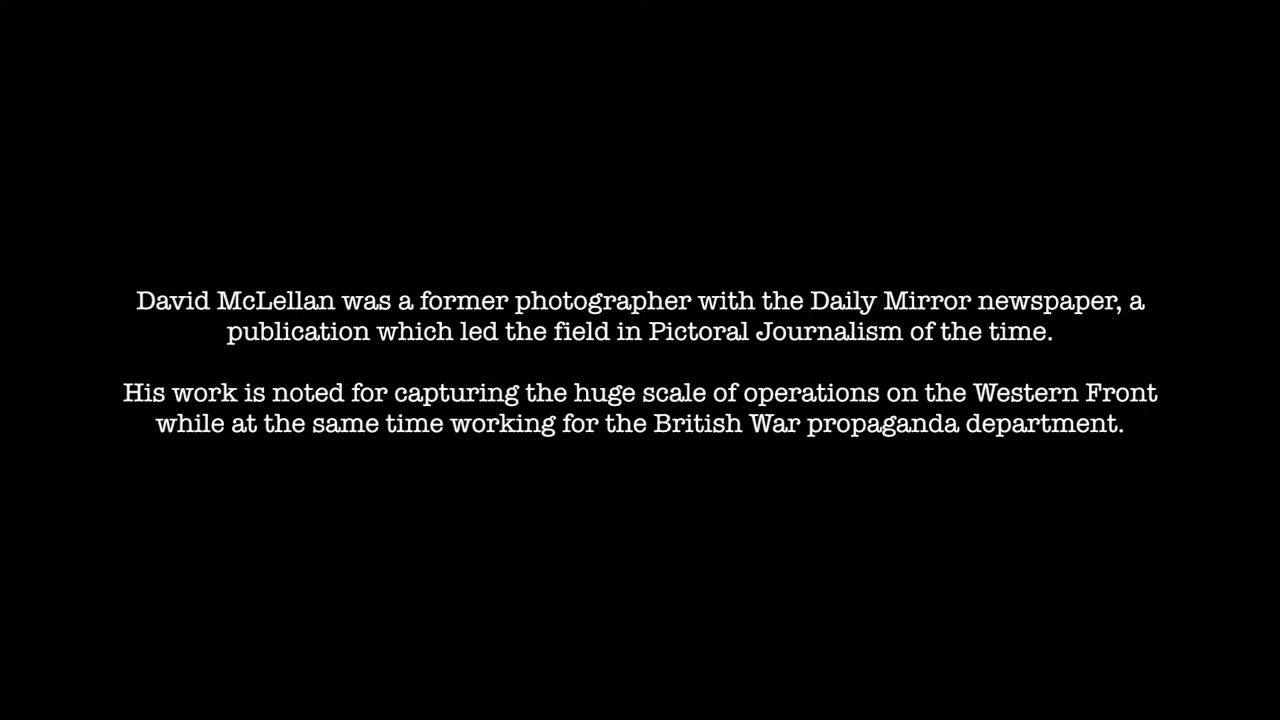 David McLellan was a former photographer with the Daily Mirror newspaper, a
publication which led the field in Pictoral Journalism of the time.
His work is noted for capturing the huge scale of operations on the Western Front
while at the same time working for the British War propaganda department.